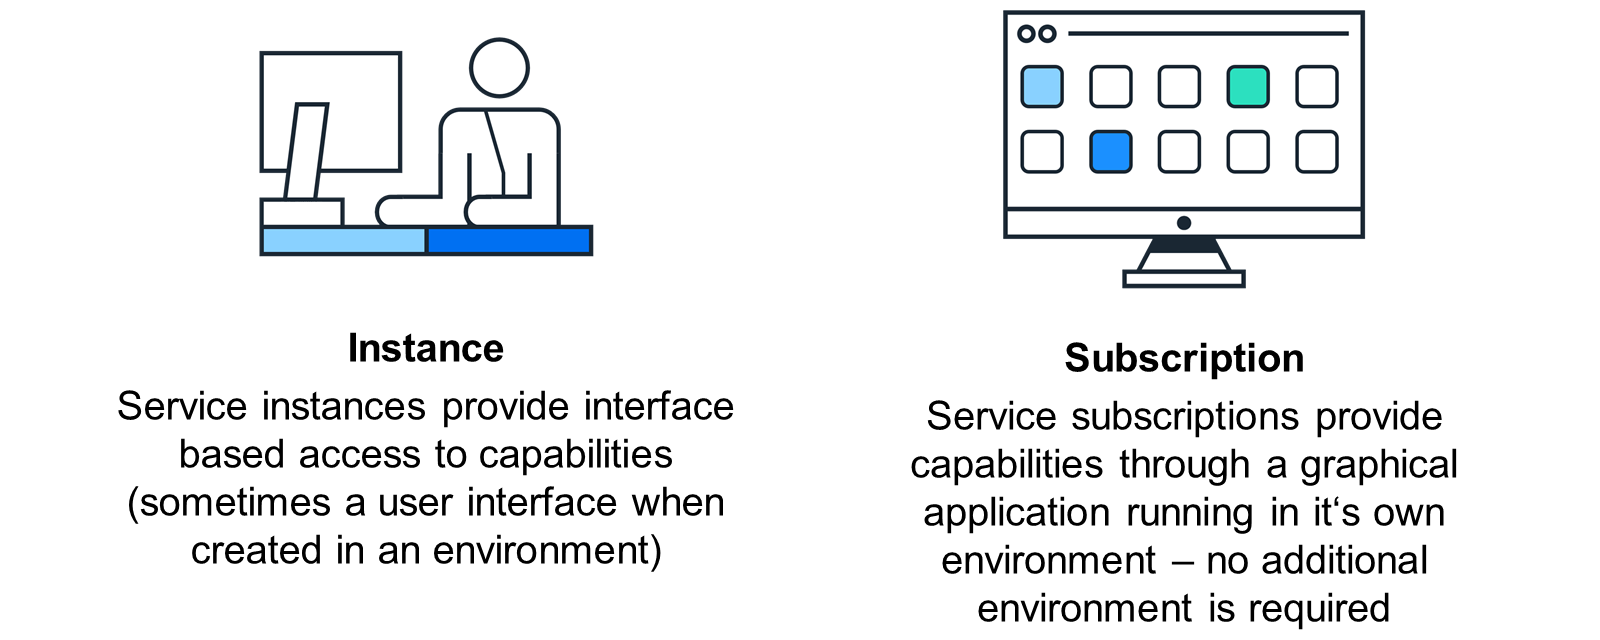 Instance
Service instances provide interface
based access to capabilities
(sometimes a user interface when
created in an environment)
Subscription
Service subscriptions provide
capabilities through a graphical
application running in it‘s own
environment – no additional
environment is required